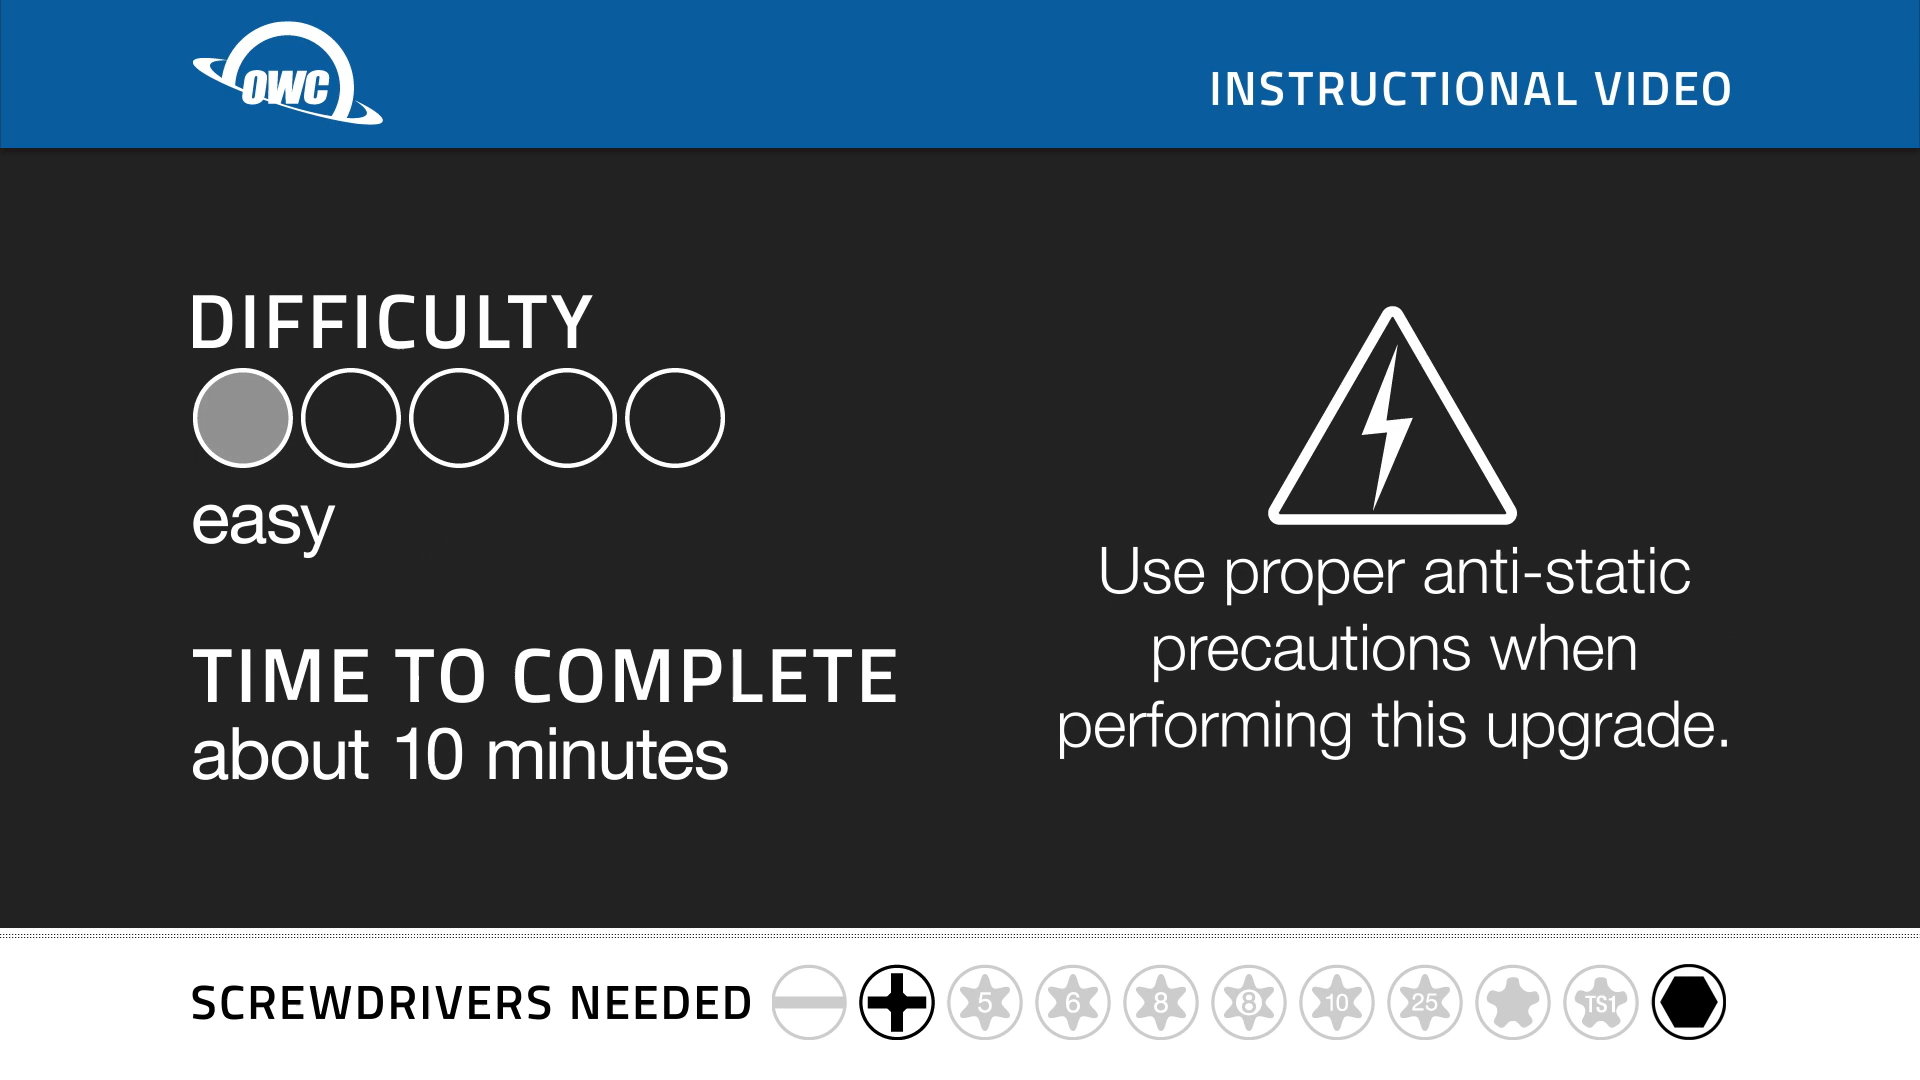 OWC
INSTRUCTIONAL VIDEO
DIFFICULTY
easy
TIME TO COMPLETE
about 10 minutes
Use proper anti-static
precautions when
performing this upgrade.
SCREWDRIVERS NEEDED 5 6 8 8 10 25 TS1